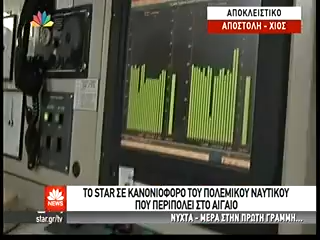 ΑΠΟΚΛΕΙΣΤΙΚΟ
ΑΠΟΣΤΟΛΗ - ΧΙΟΣ
ΤΟ STAR ΣΕ ΚΑΝΟΝΙΟΦΟΡΟ ΤΟΥ ΠΟΛΕΜΙΚΟΥ ΝΑΥΤΙΚΟΥ
ΠΟΥ ΠΕΡΙΠΟΛΕΙ ΣΤΟ ΑΙΓΑΙΟ
NEWS
star.gr/tv
ΝΥΧΤΑ - ΜΕΡΑ ΣΤΗΝ ΠΡΩΤΗ ΓΡΑΜΜΗ...